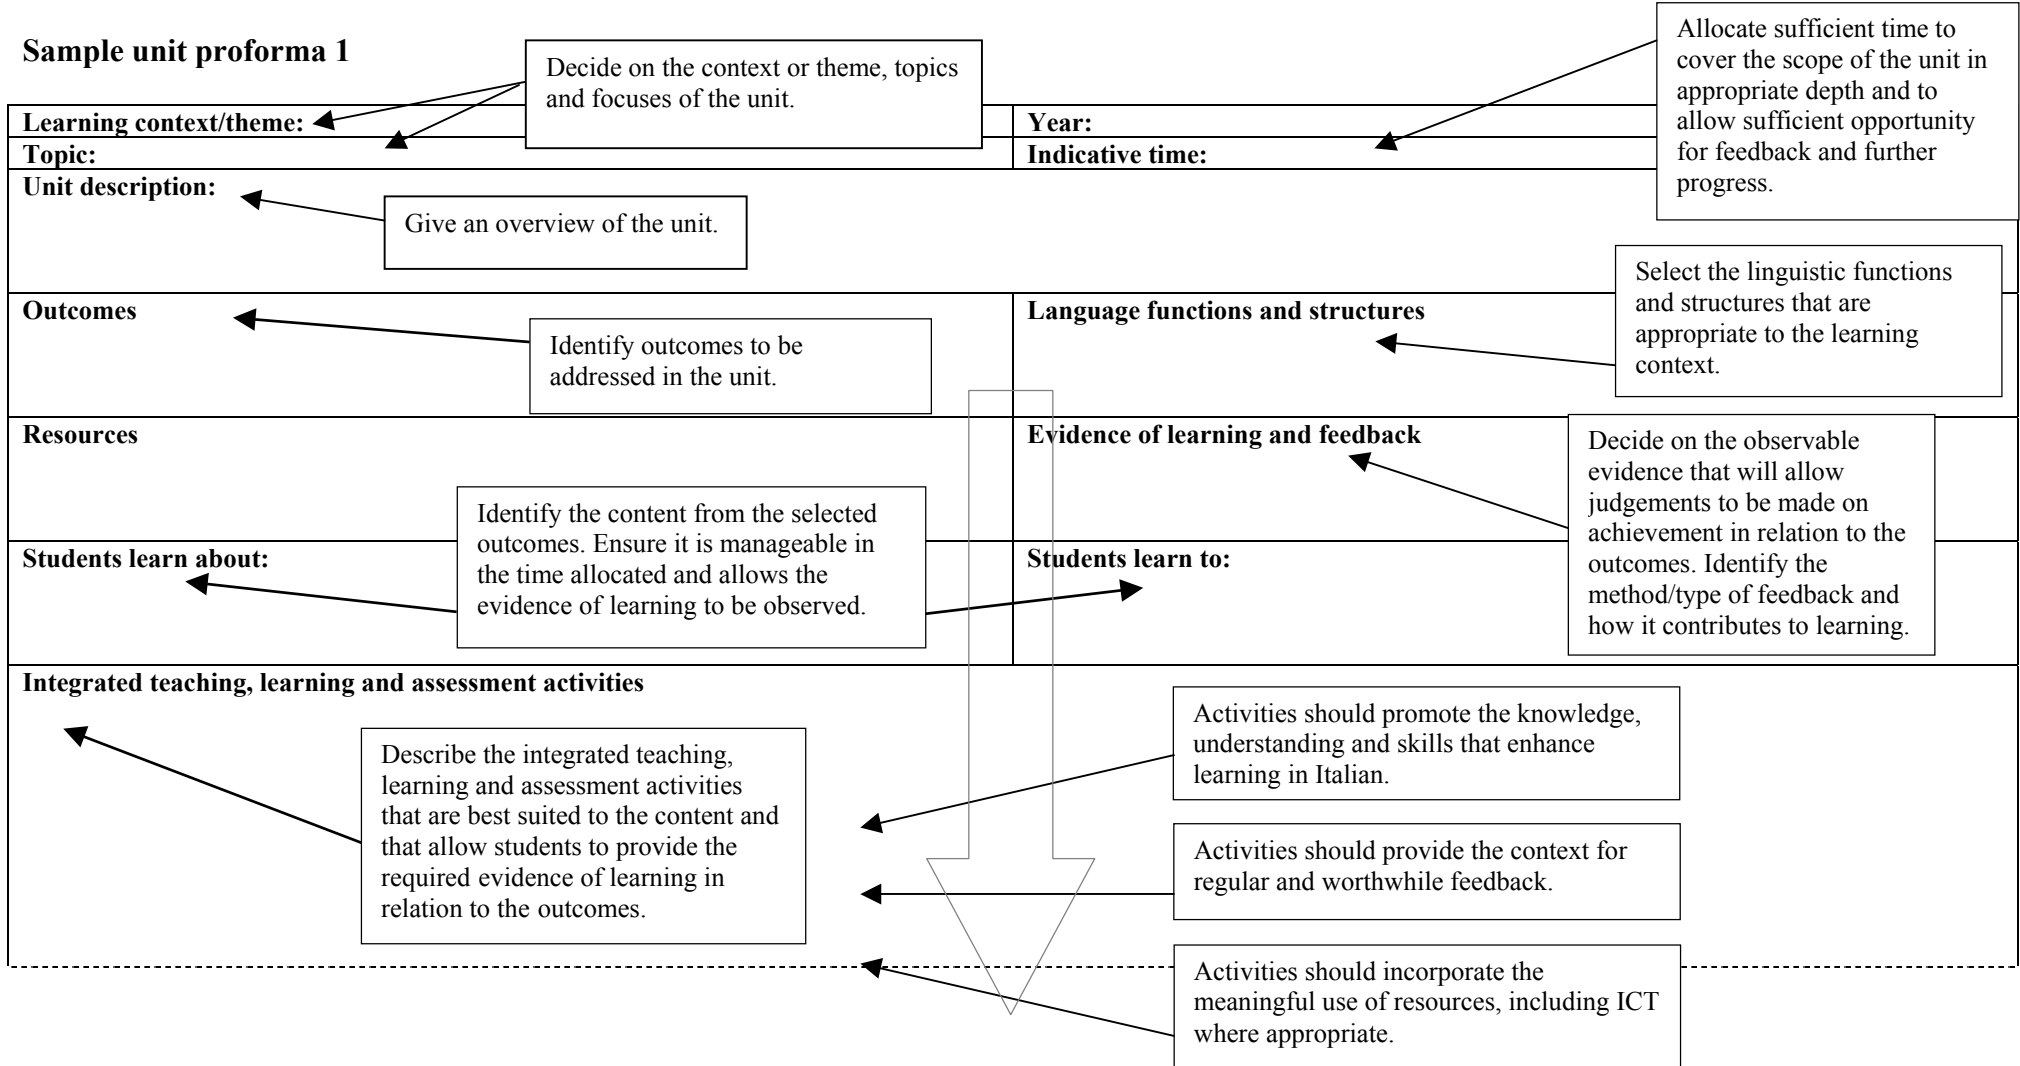 Sample unit proforma 1
Decide on the context or theme, topics
and focuses of the unit.
Allocate sufficient time to
cover the scope of the unit in
appropriate depth and to
allow sufficient opportunity
for feedback and further
progress.
Learning context/theme:
Year:
Topic:
Indicative time:
Unit description:
Give an overview of the unit.
Select the linguistic functions
and structures that are
appropriate to the learning
context.
Outcomes
Identify outcomes to be
addressed in the unit.
Language functions and structures
Resources
Evidence of learning and feedback
Decide on the observable
evidence that will allow
judgements to be made on
achievement in relation to the
outcomes. Identify the
method/type of feedback and
how it contributes to learning.
Identify the content from the selected
outcomes. Ensure it is manageable in
the time allocated and allows the
evidence of learning to be observed.
Students learn about:
Students learn to:
Integrated teaching, learning and assessment activities
Describe the integrated teaching,
learning and assessment activities
that are best suited to the content and
that allow students to provide the
required evidence of learning in
relation to the outcomes.
Activities should promote the knowledge,
understanding and skills that enhance
learning in Italian.
Activities should provide the context for
regular and worthwhile feedback.
Activities should incorporate the
meaningful use of resources, including ICT
where appropriate.